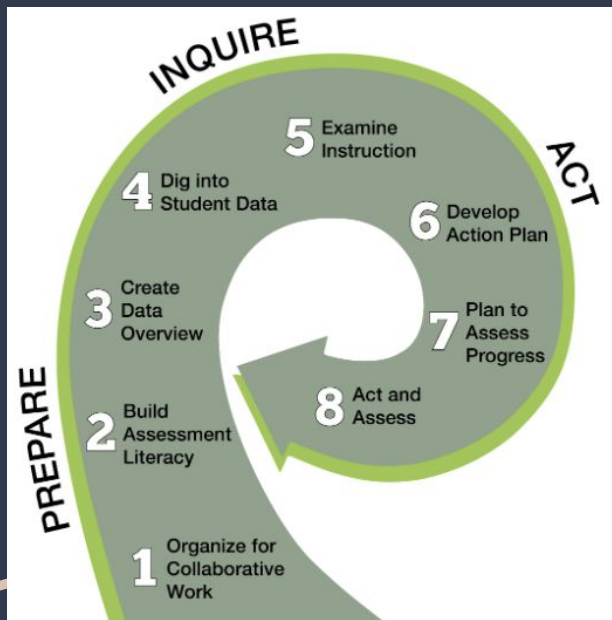 PREPARE
1 Organize for
Collaborative
Work
2 Build
Assessment
Literacy
INQUIRE
3 Create
Data
Overview
4 Dig into
Student Data
5 Examine
Instruction
ACT
6 Develop
Action Plan
7 Plan to
Assess
Progress
8 Act and
Assess